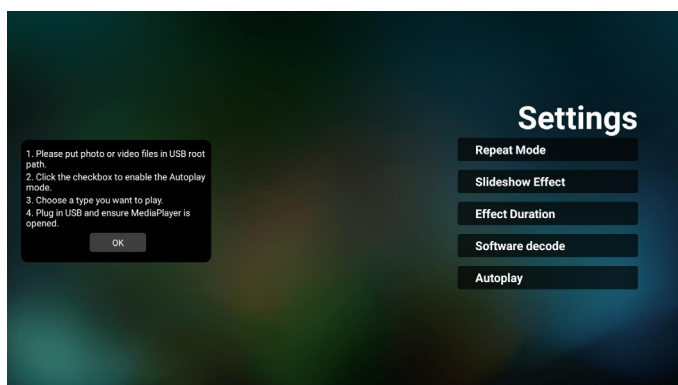 Settings
1. Please put photo or video files in USB root
path.
2. Click the checkbox to enable the Autoplay
mode.
3. Choose a type you want to play.
4. Plug in USB and ensure MediaPlayer is
opened.
OK
Repeat Mode
Slideshow Effect
Effect Duration
Software decode
Autoplay